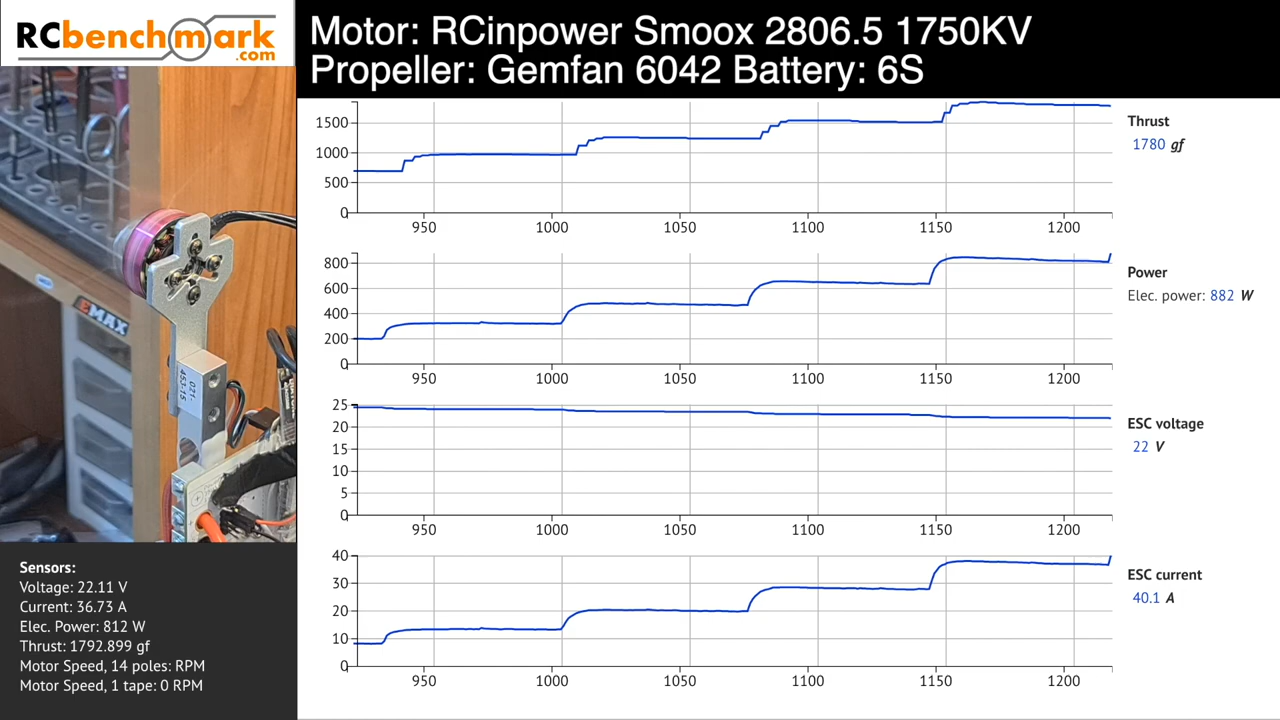 RCbenchmark
.com
Motor: RCinpower Smoox 2806.5 1750KV
Propeller: Gemfan 6042 Battery: 6S
EMAX
021-
453-15
Sensors:
Voltage: 22.11 V
Current: 36.73 A
Elec. Power: 812 W
Thrust: 1792.899 gf
Motor Speed, 14 poles: RPM
Motor Speed, 1 tape: 0 RPM
1500
1000
500
0
950 1000 1050 1100 1150 1200
Thrust
1780 gf
800
600
400
200
0
950 1000 1050 1100 1150 1200
Power
Elec. power: 882 W
25
20
15
10
5
0
950 1000 1050 1100 1150 1200
ESC voltage
22 V
40
30
20
10
0
950 1000 1050 1100 1150 1200
ESC current
40.1 A